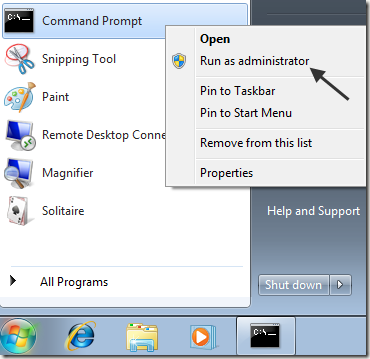 Command Prompt
Snipping Tool
Paint
Remote Desktop Conne
Magnifier
Solitaire
All Programs
Open
Run as administrator
Pin to Taskbar
Pin to Start Menu
Remove from this list
Properties
Help and Support
Shut down
C:\.
C:\.